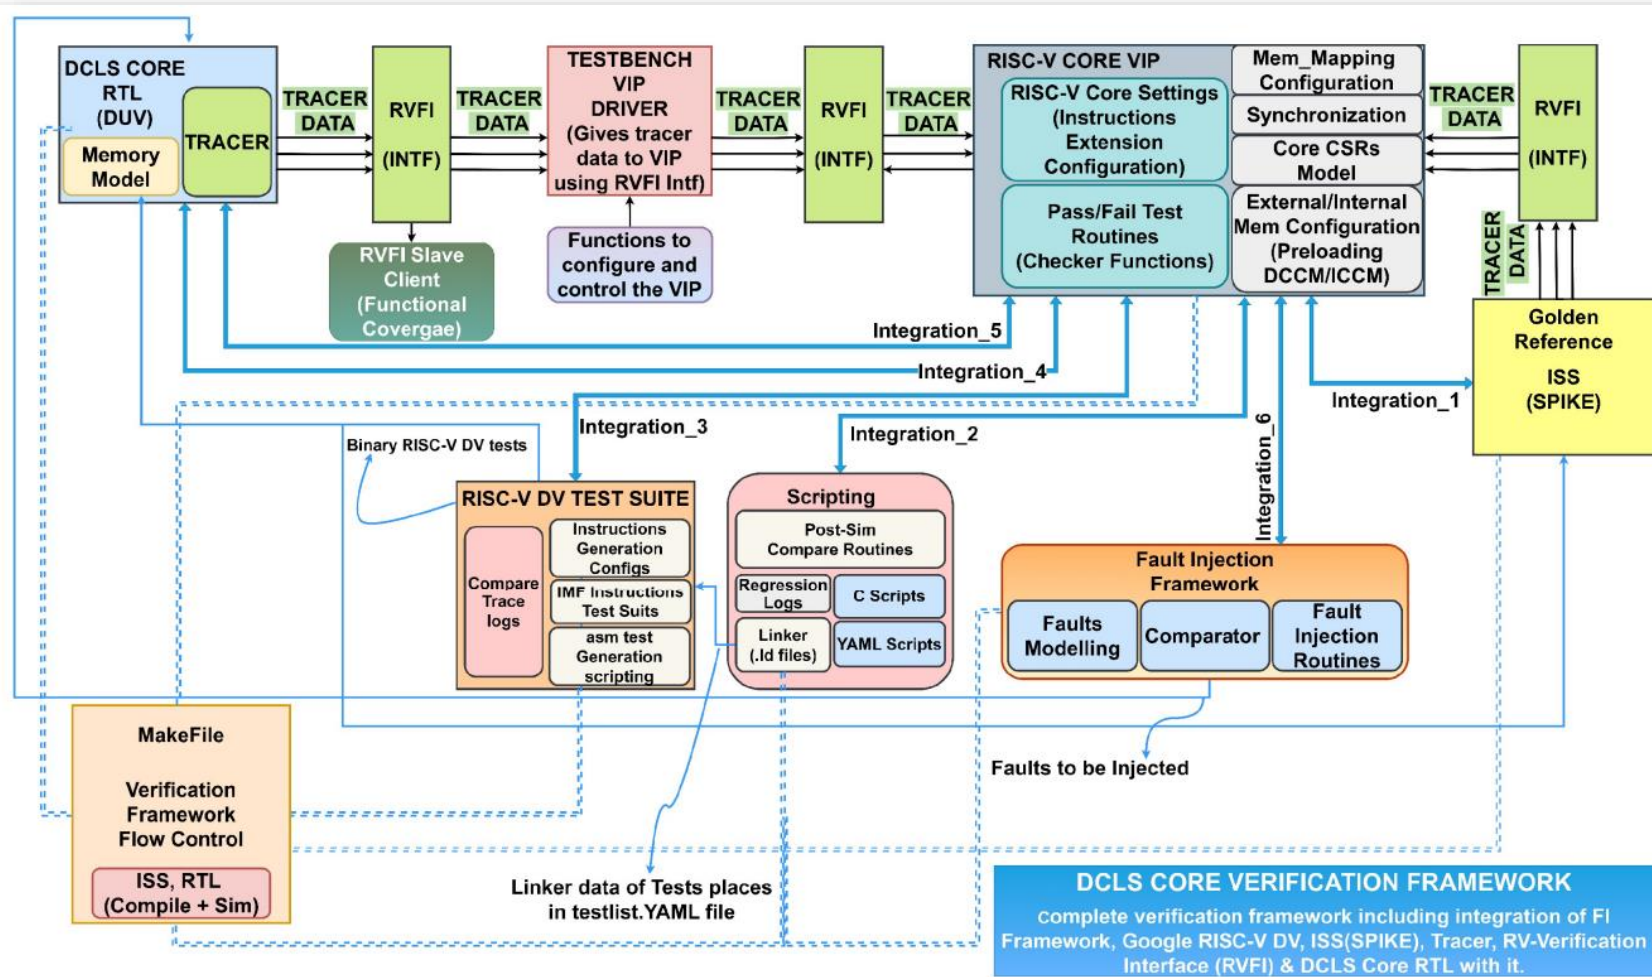 DCLS CORE
RTL
(DUV)
Memory
Model
TRACER
TRACER
DATA
RVFI
(INTF)
RVFI Slave
Client
(Functional
Covergae)
TRACER
DATA
TESTBENCH
VIP
DRIVER
(Gives tracer
data to VIP
using RVFI Intf)
Functions to
configure and
control the VIP
TRACER
DATA
RVFI
(INTF)
TRACER
DATA
RISC-V CORE VIP
RISC-V Core Settings
(Instructions
Extension
Configuration)
Pass/Fail Test
Routines
(Checker Functions)
Mem_Mapping
Configuration
Synchronization
Core CSRs
Model
External/Internal
Mem Configuration
(Preloading
DCCM/ICCM)
TRACER
DATA
RVFI
(INTF)
TRACER
DATA
Golden
Reference
ISS
(SPIKE)
Integration_5
Integration_4
Integration_3
Integration_2
Integration_6
Integration_1
Binary RISC-V DV tests
RISC-V DV TEST SUITE
Compare
Trace
logs
Instructions
Generation
Configs
IMF Instructions
Test Suits
asm test
Generation
scripting
Scripting
Post-Sim
Compare Routines
Regression
Logs
C Scripts
Linker
(.ld files)
YAML Scripts
Fault Injection
Framework
Faults
Modelling
Comparator
Fault
Injection
Routines
MakeFile
Verification
Framework
Flow Control
ISS, RTL
(Compile + Sim)
Faults to be Injected
Linker data of Tests places
in testlist.YAML file
DCLS CORE VERIFICATION FRAMEWORK
Complete verification framework including integration of FI
Framework, Google RISC-V DV, ISS(SPIKE), Tracer, RV-Verification
Interface (RVFI) & DCLS Core RTL with it.